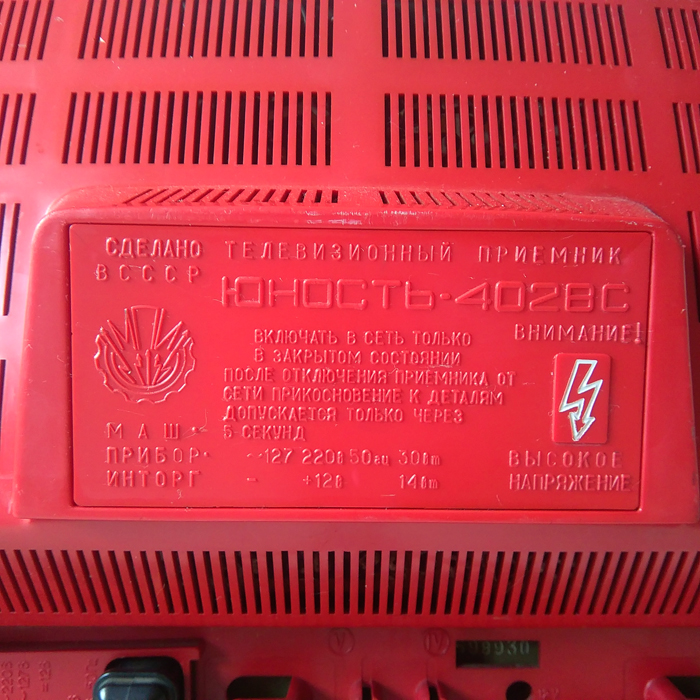 СДЕЛАНО
В СССР
ТЕЛЕВИЗИОННЫЙ ПРИЕМНИК
ЮНОСТЬ-402ВС
ВКЛЮЧАТЬ В СЕТЬ ТОЛЬКО
В ЗАКРЫТОМ СОСТОЯНИИ
ПОСЛЕ ОТКЛЮЧЕНИЯ ПРИЕМНИКА ОТ
СЕТИ ПРИКОСНОВЕНИЕ К ДЕТАЛЯМ
ДОПУСКАЕТСЯ ТОЛЬКО ЧЕРЕЗ
5 СЕКУНД
ВНИМАНИЕ!
ВЫСОКОЕ
НАПРЯЖЕНИЕ
МАШ
ПРИБОР
ИНТОРГ
~127 220в 50гц 30вт
- +12в 14вт
V IV